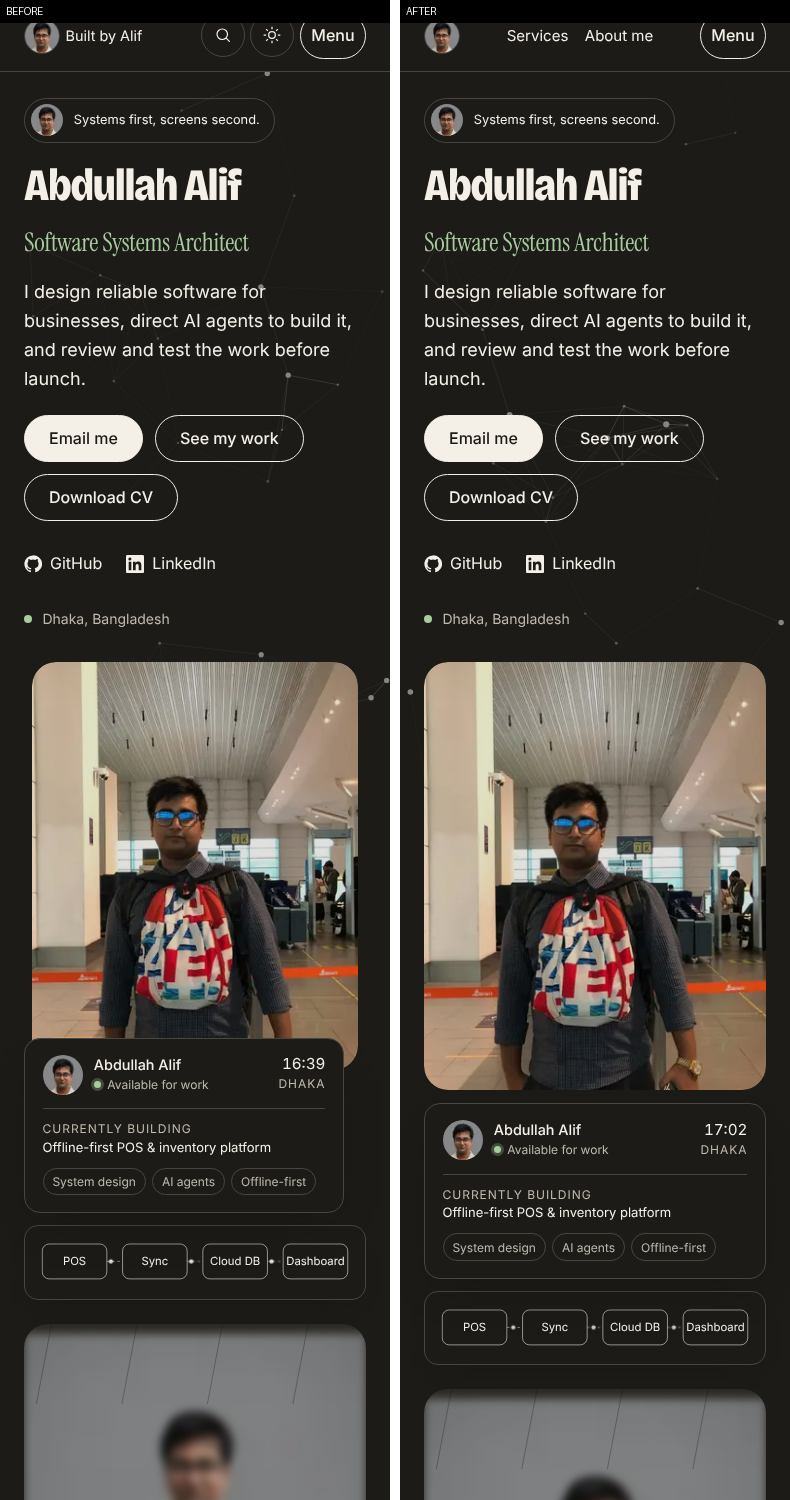 BEFORE
Built by Alif
Menu
Systems first, screens second.
Abdullah Alif
Software Systems Architect
I design reliable software for
businesses, direct AI agents to build it,
and review and test the work before
launch.
Email me
See my work
Download CV
GitHub
LinkedIn
Dhaka, Bangladesh
Abdullah Alif
16:39
Available for work
DHAKA
CURRENTLY BUILDING
Offline-first POS & inventory platform
System design
AI agents
Offline-first
POS
Sync
Cloud DB
Dashboard
AFTER
Services
About me
Menu
Systems first, screens second.
Abdullah Alif
Software Systems Architect
I design reliable software for
businesses, direct AI agents to build it,
and review and test the work before
launch.
Email me
See my work
Download CV
GitHub
LinkedIn
Dhaka, Bangladesh
Abdullah Alif
17:02
Available for work
DHAKA
CURRENTLY BUILDING
Offline-first POS & inventory platform
System design
AI agents
Offline-first
POS
Sync
Cloud DB
Dashboard